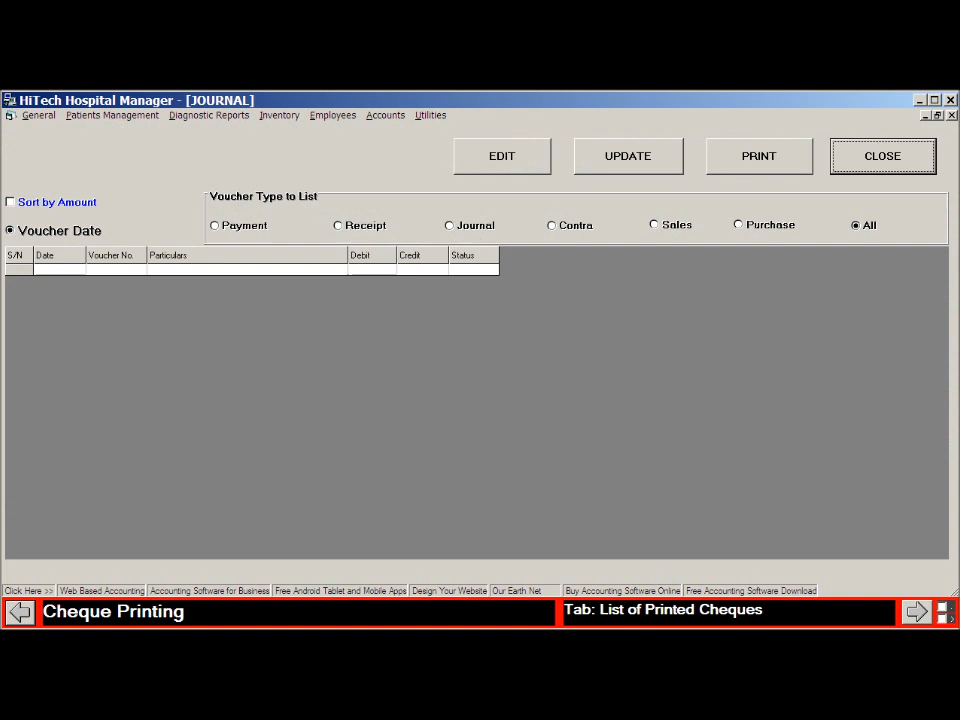 HiTech Hospital Manager - [JOURNAL]
General Patients Management Diagnostic Reports Inventory Employees Accounts Utilities
EDIT UPDATE PRINT CLOSE
Sort by Amount
Voucher Type to List
Voucher Date
Payment Receipt Journal Contra Sales Purchase All
S/N Date Voucher No. Particulars Debit Credit Status
Click Here >> Web Based Accounting Accounting Software for Business Free Android Tablet and Mobile Apps Design Your Website Our Earth Net Buy Accounting Software Online Free Accounting Software Download
Cheque Printing
Tab: List of Printed Cheques